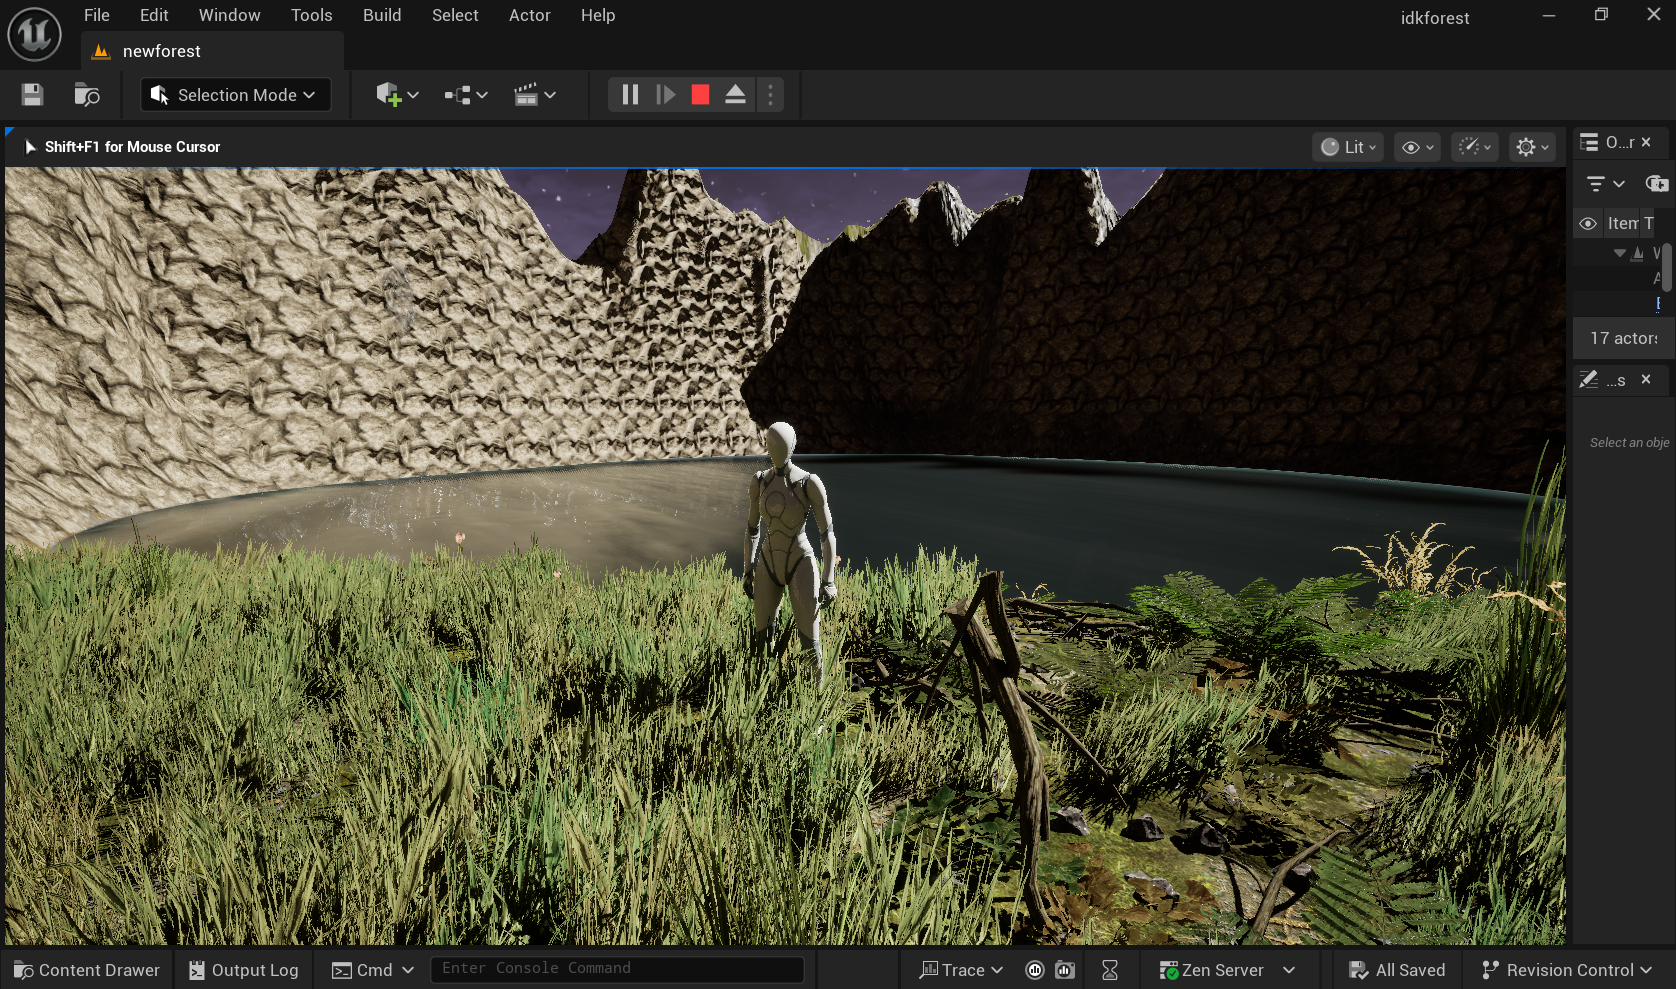 File Edit Window Tools Build Select Actor Help
idkforest
newforest
Selection Mode
Shift+F1 for Mouse Cursor
Lit
O...r
Item T
17 actors
...s
Select an obje
Content Drawer
Output Log
Cmd
Enter Console Command
Trace
Zen Server
All Saved
Revision Control